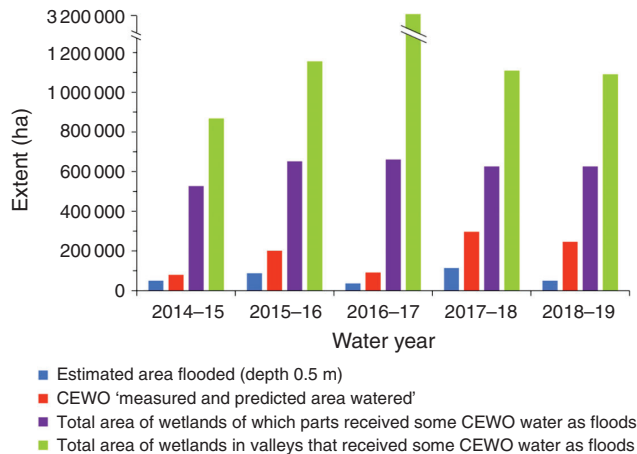 3 200 000
1 200 000
1 000 000
800 000
600 000
400 000
200 000
0
Extent (ha)
2014–15 2015–16 2016–17 2017–18 2018–19
Water year
Estimated area flooded (depth 0.5 m)
CEWO ‘measured and predicted area watered’
Total area of wetlands of which parts received some CEWO water as floods
Total area of wetlands in valleys that received some CEWO water as floods